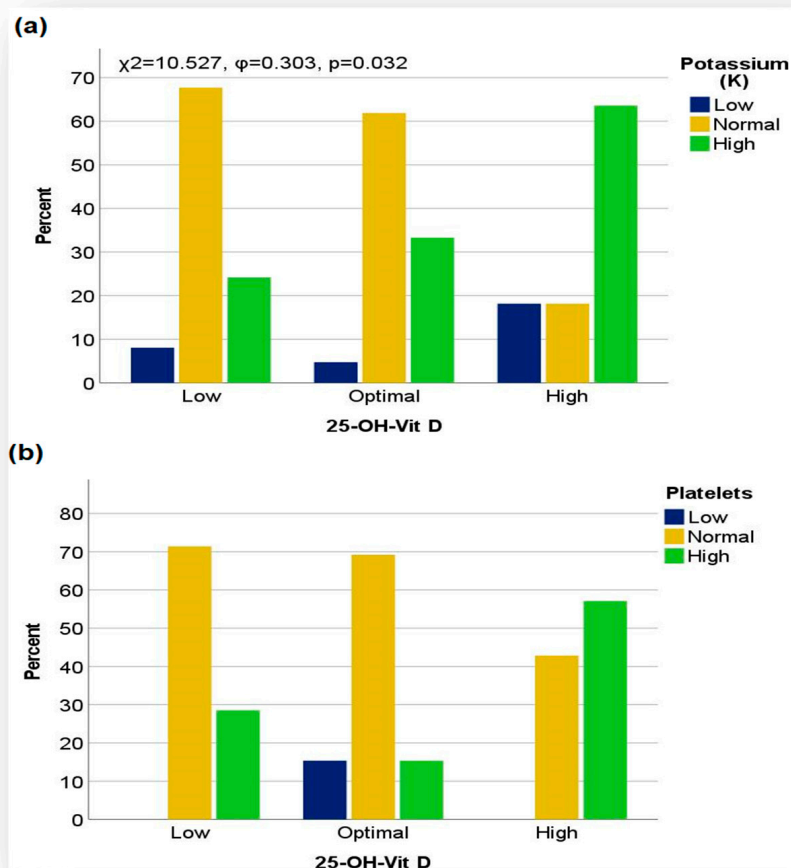 (a)
χ2=10.527, φ=0.303, p=0.032
Potassium
(K)
Low
Normal
High
70
60
50
40
30
20
10
0
Percent
Low Optimal High
25-OH-Vit D
(b)
Platelets
Low
Normal
High
80
70
60
50
40
30
20
10
0
Percent
Low Optimal High
25-OH-Vit D